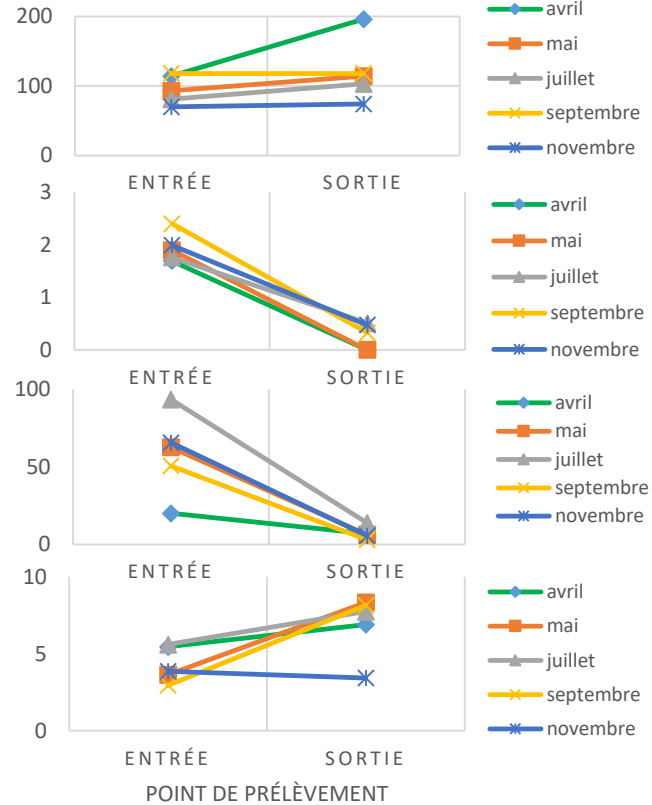 200
100
0
ENTRÉE SORTIE
avril
mai
juillet
septembre
novembre
3
2
1
0
ENTRÉE SORTIE
avril
mai
juillet
septembre
novembre
100
50
0
ENTRÉE SORTIE
avril
mai
juillet
septembre
novembre
10
5
0
ENTRÉE SORTIE
avril
mai
juillet
septembre
novembre
POINT DE PRÉLÈVEMENT